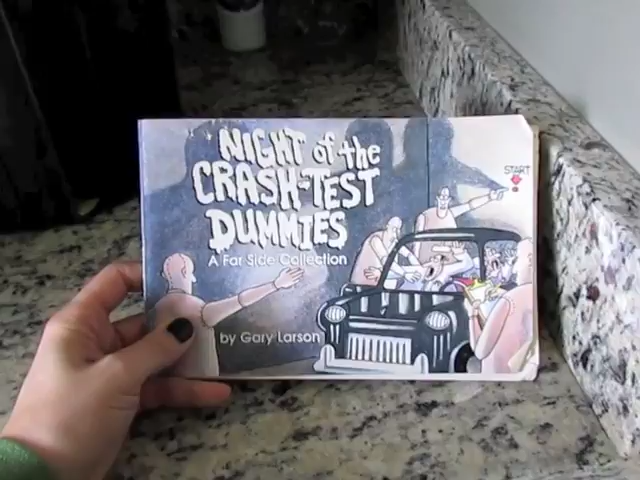 NIGHT of the
CRASH-TEST
DUMMIES
A Far Side Collection
by Gary Larson
START